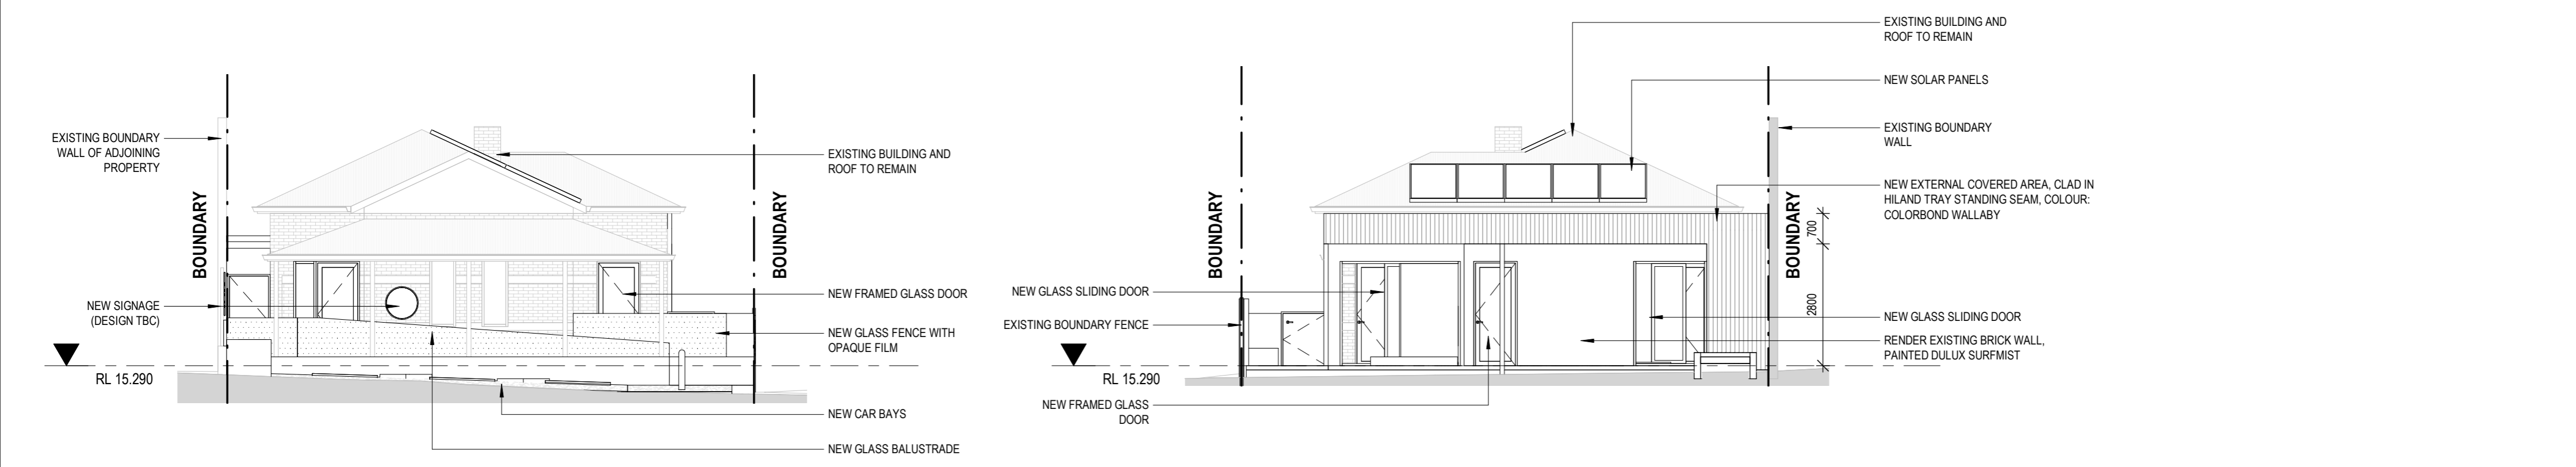 EXISTING BOUNDARY
WALL OF ADJOINING
PROPERTY
BOUNDARY
NEW SIGNAGE
(DESIGN TBC)
RL 15.290
BOUNDARY
EXISTING BUILDING AND
ROOF TO REMAIN
NEW FRAMED GLASS DOOR
NEW GLASS FENCE WITH
OPAQUE FILM
NEW CAR BAYS
NEW GLASS BALUSTRADE
BOUNDARY
NEW GLASS SLIDING DOOR
EXISTING BOUNDARY FENCE
RL 15.290
NEW FRAMED GLASS
DOOR
BOUNDARY
700
2800
EXISTING BUILDING AND
ROOF TO REMAIN
NEW SOLAR PANELS
EXISTING BOUNDARY
WALL
NEW EXTERNAL COVERED AREA, CLAD IN
HILAND TRAY STANDING SEAM, COLOUR:
COLORBOND WALLABY
NEW GLASS SLIDING DOOR
RENDER EXISTING BRICK WALL,
PAINTED DULUX SURFMIST